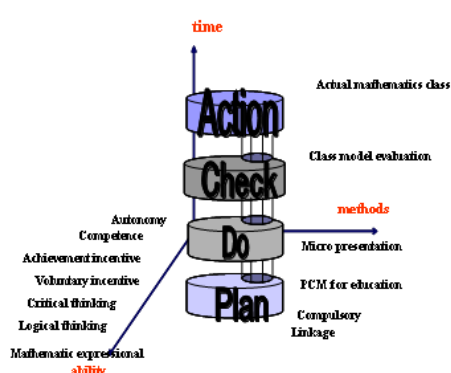 time
Action
Actual mathematics class
Check
Class model evaluation
methods
Autonomy
Competence
Do
Micro presentation
Achievement incentive
Voluntary incentive
PCM for education
Critical thinking
Plan
Compulsory
Linkage
Logical thinking
Mathematic expressional
ability